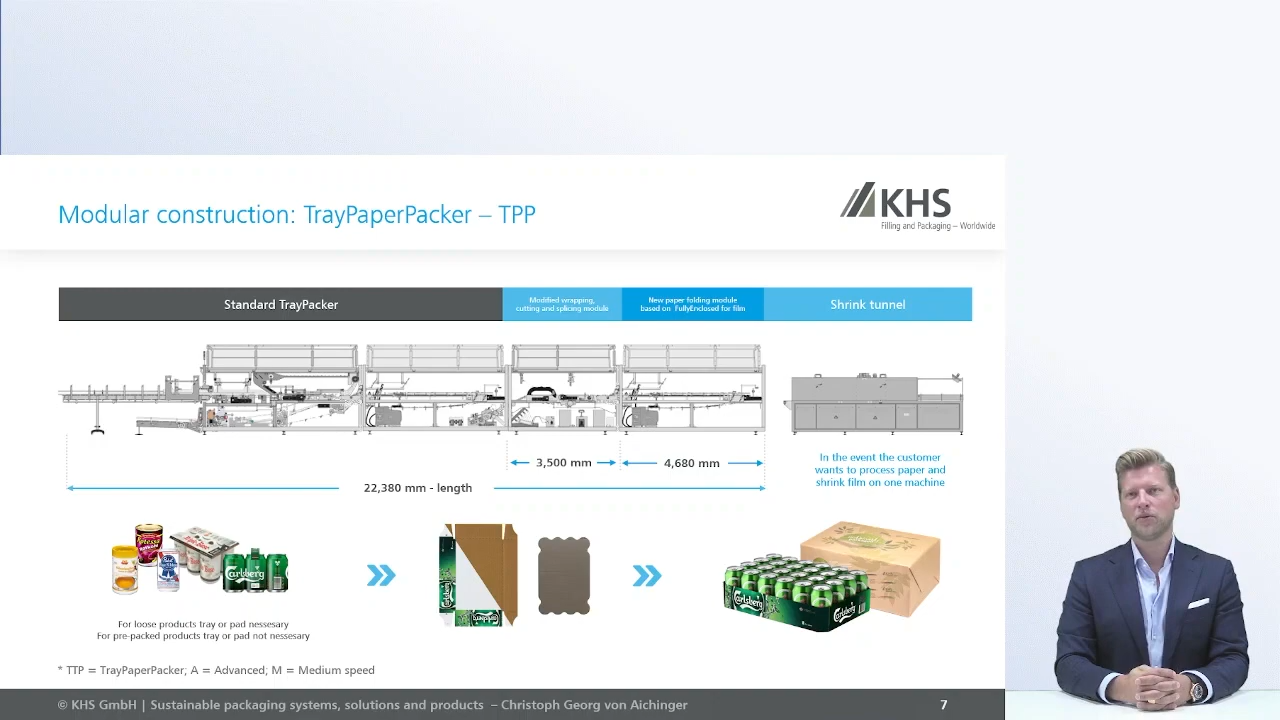 Modular construction: TrayPaperPacker – TPP
KHS
Filling and Packaging – Worldwide
Standard TrayPacker
Modified wrapping,
cutting and splicing module
New paper folding module
based on FullyEnclosed for film
Shrink tunnel
3,500 mm
4,680 mm
22,380 mm - length
In the event the customer
wants to process paper and
shrink film on one machine
Carlsberg
Carlsberg
Carlsberg
Carlsberg
For loose products tray or pad nessesary
For pre-packed products tray or pad not nessesary
* TTP = TrayPaperPacker; A = Advanced; M = Medium speed
© KHS GmbH | Sustainable packaging systems, solutions and products – Christoph Georg von Aichinger
7